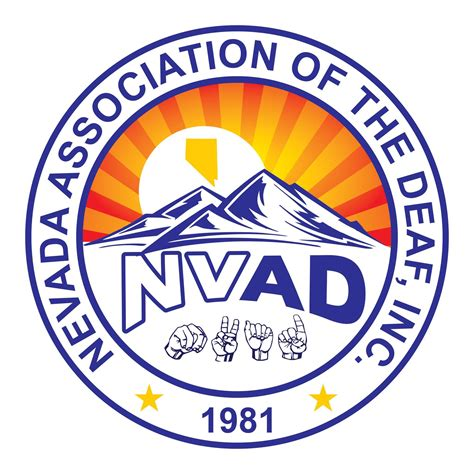 NEVADA ASSOCIATION OF THE DEAF, INC.
NVAD
1981